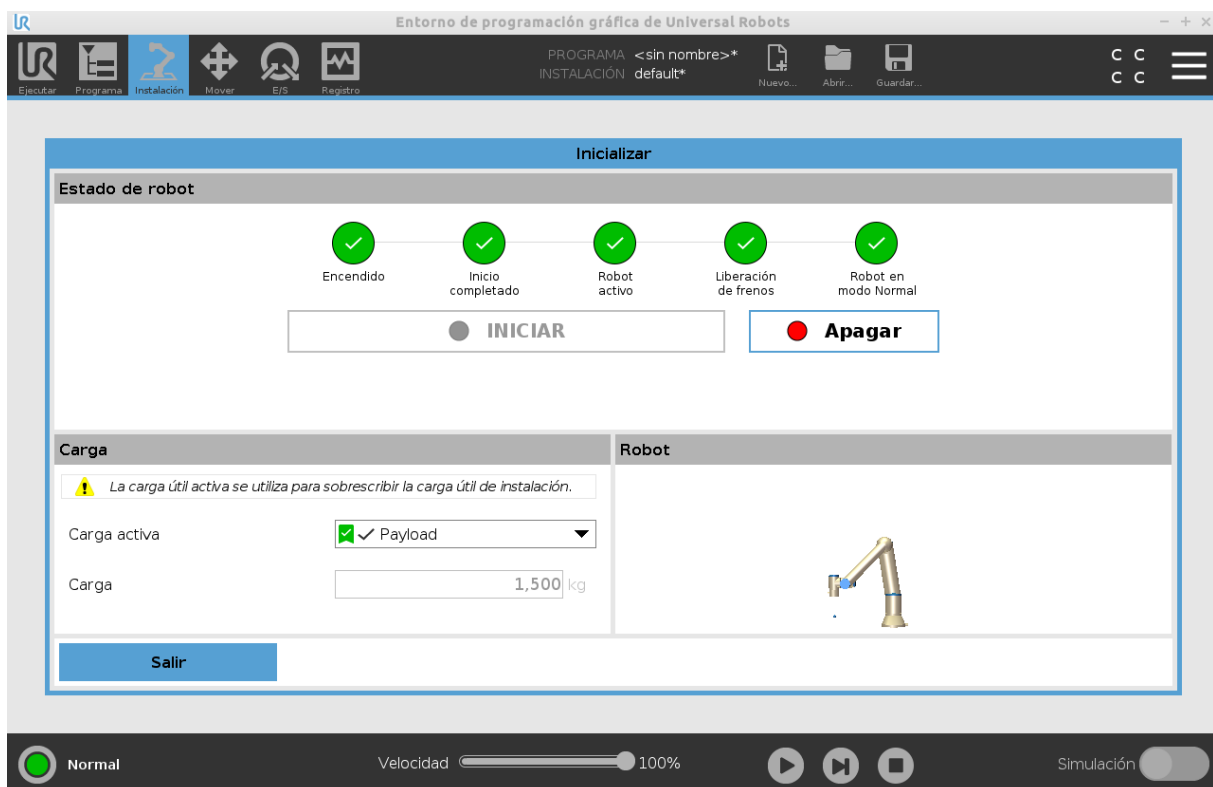 UR
Entorno de programación gráfica de Universal Robots
UR
Ejecutar
Programa
Instalación
Mover
E/S
Registro
PROGRAMA <sin nombre>*
INSTALACIÓN default*
Nuevo...
Abrir...
Guardar...
C C
C C
Inicializar
Estado de robot
Encendido
Inicio
completado
Robot
activo
Liberación
de frenos
Robot en
modo Normal
INICIAR
Apagar
Carga
Robot
La carga útil activa se utiliza para sobrescribir la carga útil de instalación.
Carga activa
Payload
Carga
1,500 kg
Salir
Normal
Velocidad
100%
Simulación